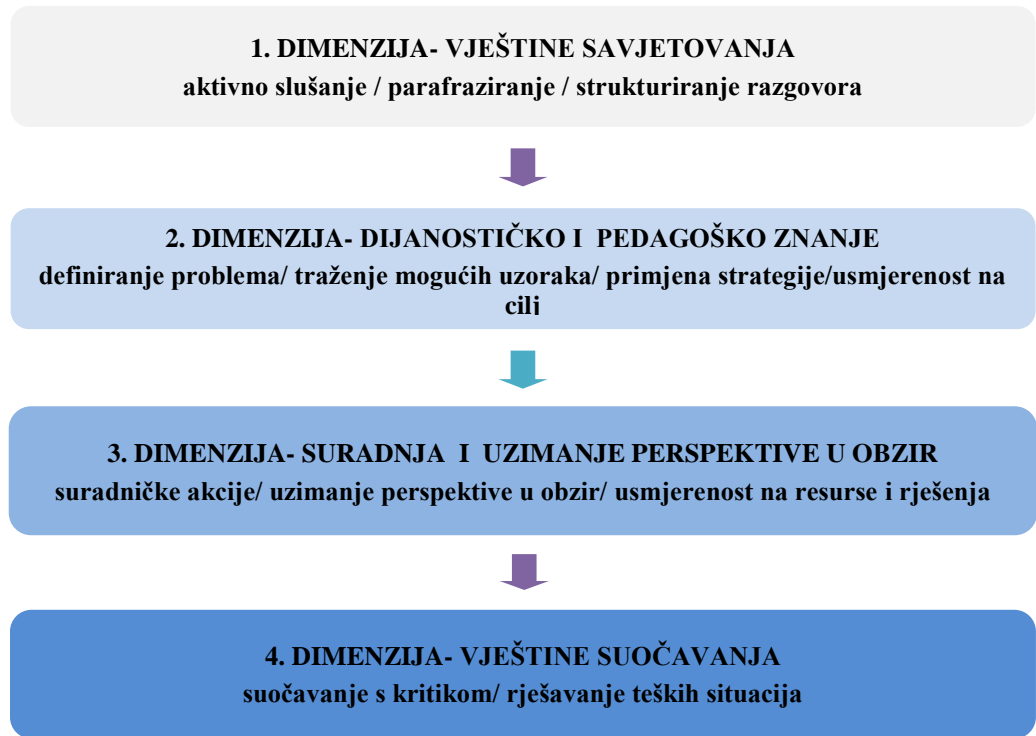 1. DIMENZIJA- VJEŠTINE SAVJETOVANJA
aktivno slušanje / parafraziranje / strukturiranje razgovora
2. DIMENZIJA- DIJANOSTIČKO I PEDAGOŠKO ZNANJE
definiranje problema/ traženje mogućih uzoraka/ primjena strategije/usmjerenost na
cilj
3. DIMENZIJA- SURADNJA I UZIMANJE PERSPEKTIVE U OBZIR
suradničke akcije/ uzimanje perspektive u obzir/ usmjerenost na resurse i rješenja
4. DIMENZIJA- VJEŠTINE SUOČAVANJA
suočavanje s kritikom/ rješavanje teških situacija